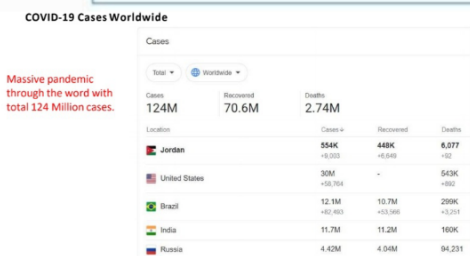 COVID-19 Cases Worldwide
Cases
Massive pandemic
through the word with
total 124 Million cases.
Total Worldwide
Cases Recovered Deaths
124M 70.6M 2.74M
Location Cases Recovered Deaths
Jordan 554K 448K 6,077
+9,003 +6,649 +92
United States 30M - 543K
+58,764 +892
Brazil 12.1M 10.7M 299K
+82,493 +3,251
India 11.7M 11.2M 160K
Russia 4.42M 4.04M 94,231